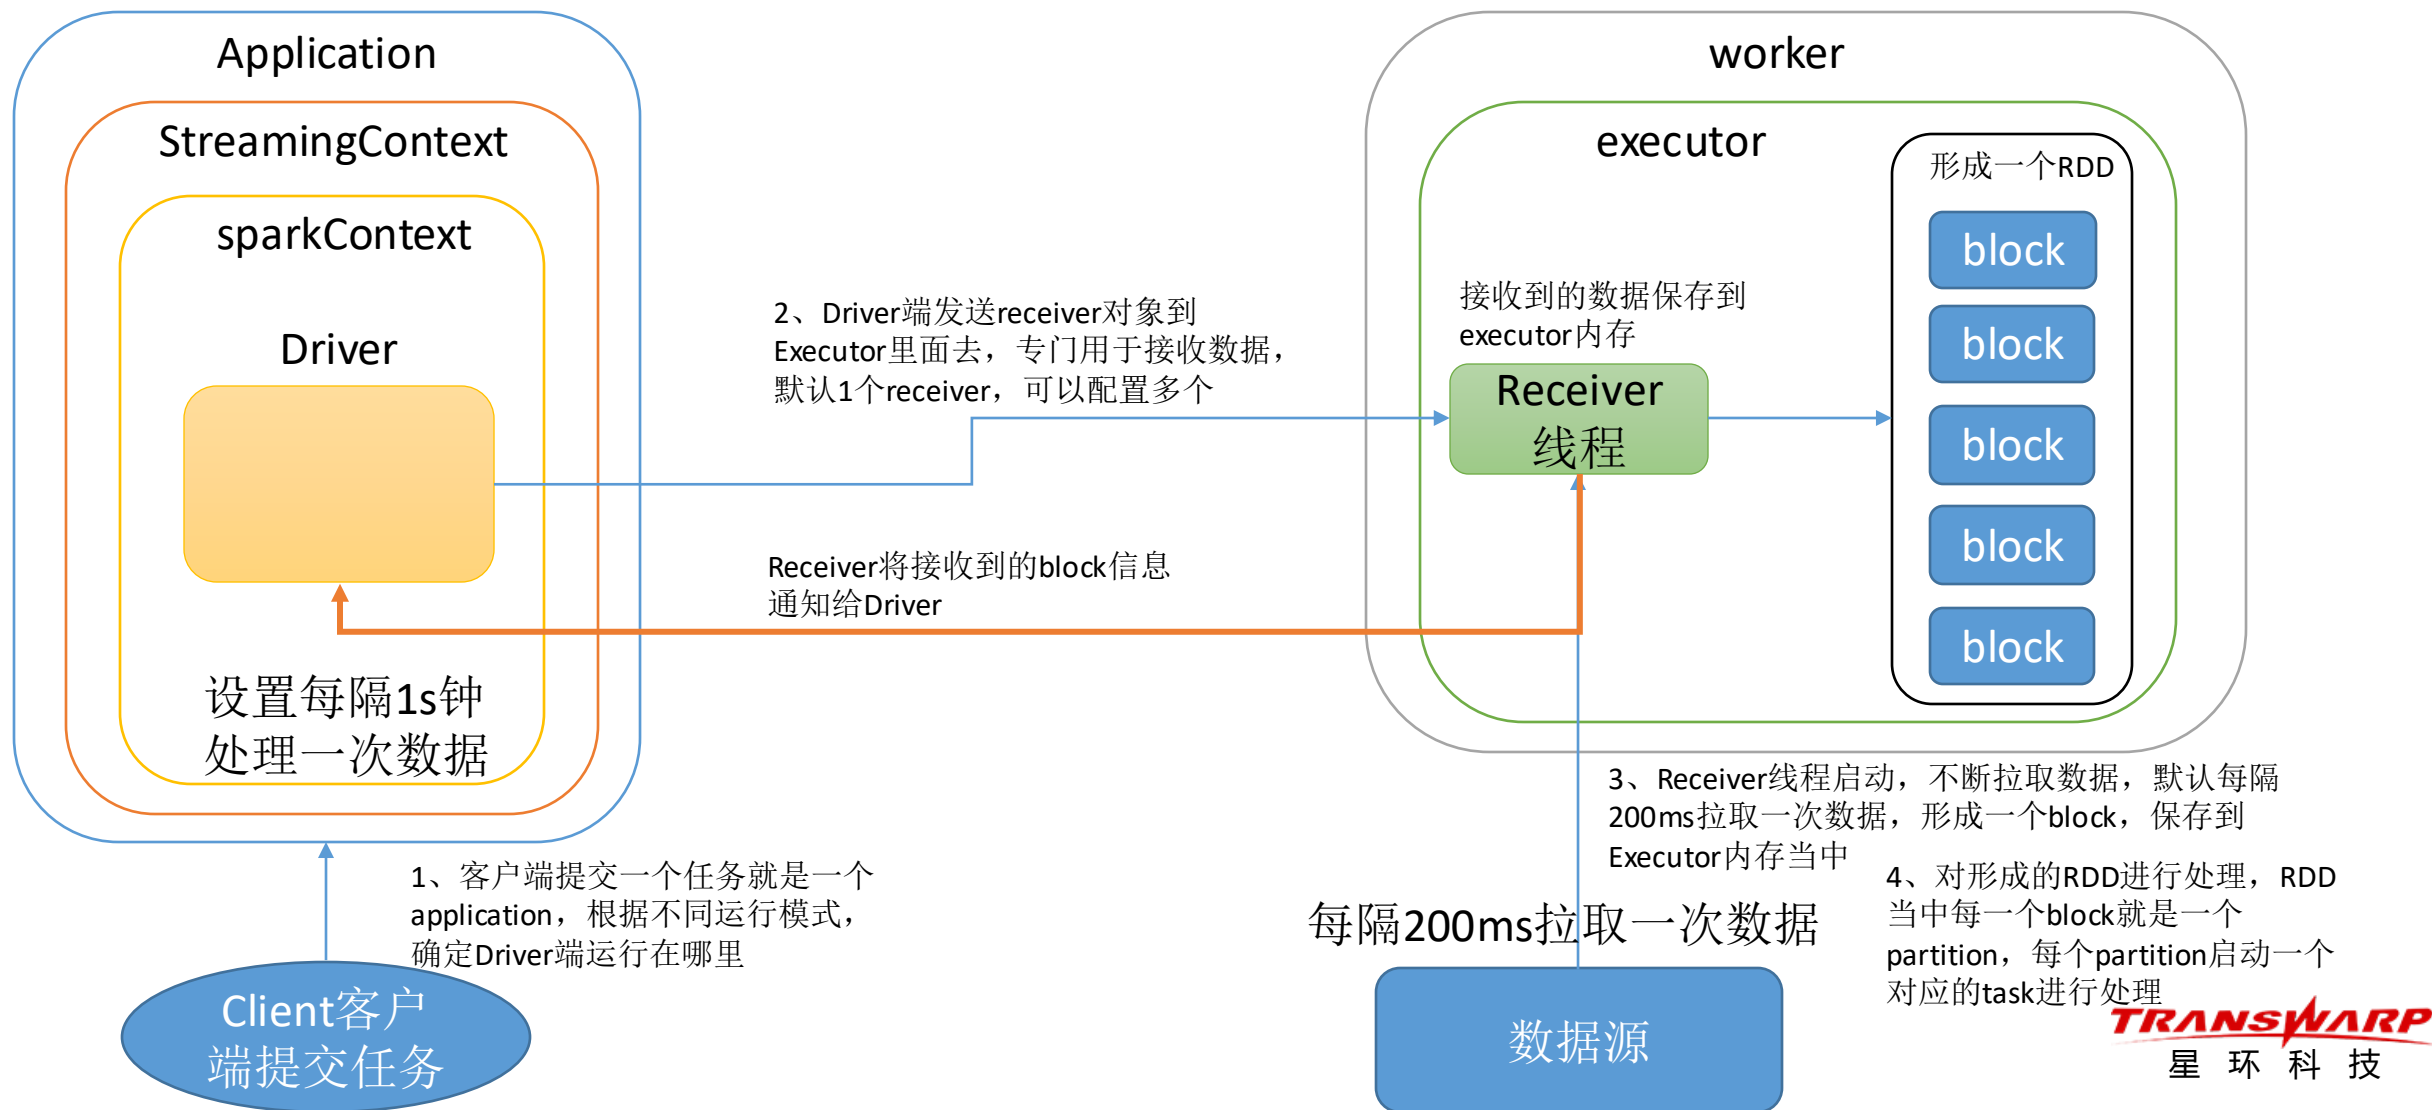 Application
StreamingContext
sparkContext
Driver
设置每隔1s钟
处理一次数据
1、客户端提交一个任务就是一个
application，根据不同运行模式，
确定Driver端运行在哪里
Client客户
端提交任务
2、Driver端发送receiver对象到
Executor里面去，专门用于接收数据，
默认1个receiver，可以配置多个
Receiver将接收到的block信息
通知给Driver
worker
executor
接收到的数据保存到
executor内存
Receiver
线程
形成一个RDD
block
block
block
block
block
3、Receiver线程启动，不断拉取数据，默认每隔
200ms拉取一次数据，形成一个block，保存到
Executor内存当中
每隔200ms拉取一次数据
数据源
4、对形成的RDD进行处理，RDD
当中每一个block就是一个
partition，每个partition启动一个
对应的task进行处理
TRANSWARP
星环科技